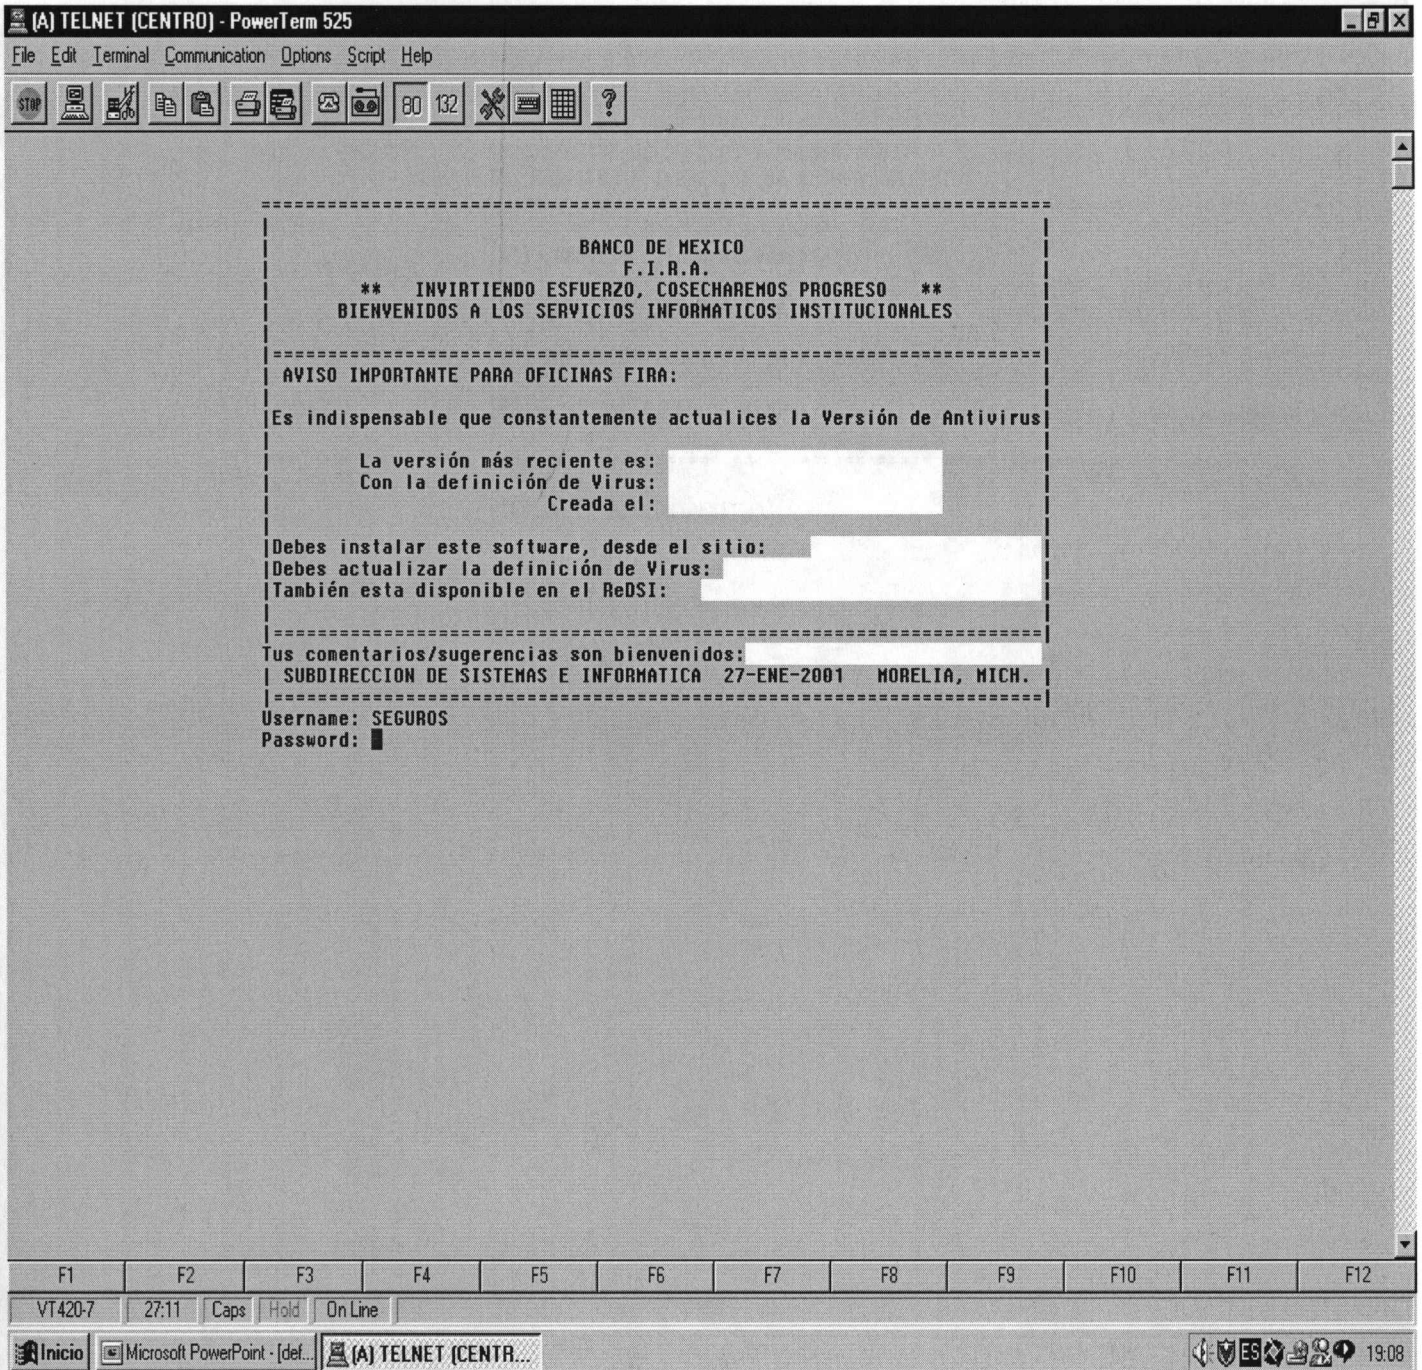 (A) TELNET (CENTRO) - PowerTerm 525
File Edit Terminal Communication Options Script Help
STOP 80 132 ?
================================================================
BANCO DE MEXICO
F.I.R.A.
** INVIRTIENDO ESFUERZO, COSECHAREMOS PROGRESO **
BIENVENIDOS A LOS SERVICIOS INFORMATICOS INSTITUCIONALES
================================================================
AVISO IMPORTANTE PARA OFICINAS FIRA:
|Es indispensable que constantemente actualices la Versión de Antivirus|
La versión más reciente es:
Con la definición de Virus:
Creada el:
|Debes instalar este software, desde el sitio:
|Debes actualizar la definición de Virus:
|También esta disponible en el ReDSI:
================================================================
Tus comentarios/sugerencias son bienvenidos:
| SUBDIRECCION DE SISTEMAS E INFORMATICA 27-ENE-2001 MORELIA, MICH. |
================================================================
Username: SEGUROS
Password:
F1 F2 F3 F4 F5 F6 F7 F8 F9 F10 F11 F12
VT420-7 27:11 Caps Hold On Line
Inicio Microsoft PowerPoint - [def... (A) TELNET (CENTR... ES 19:08